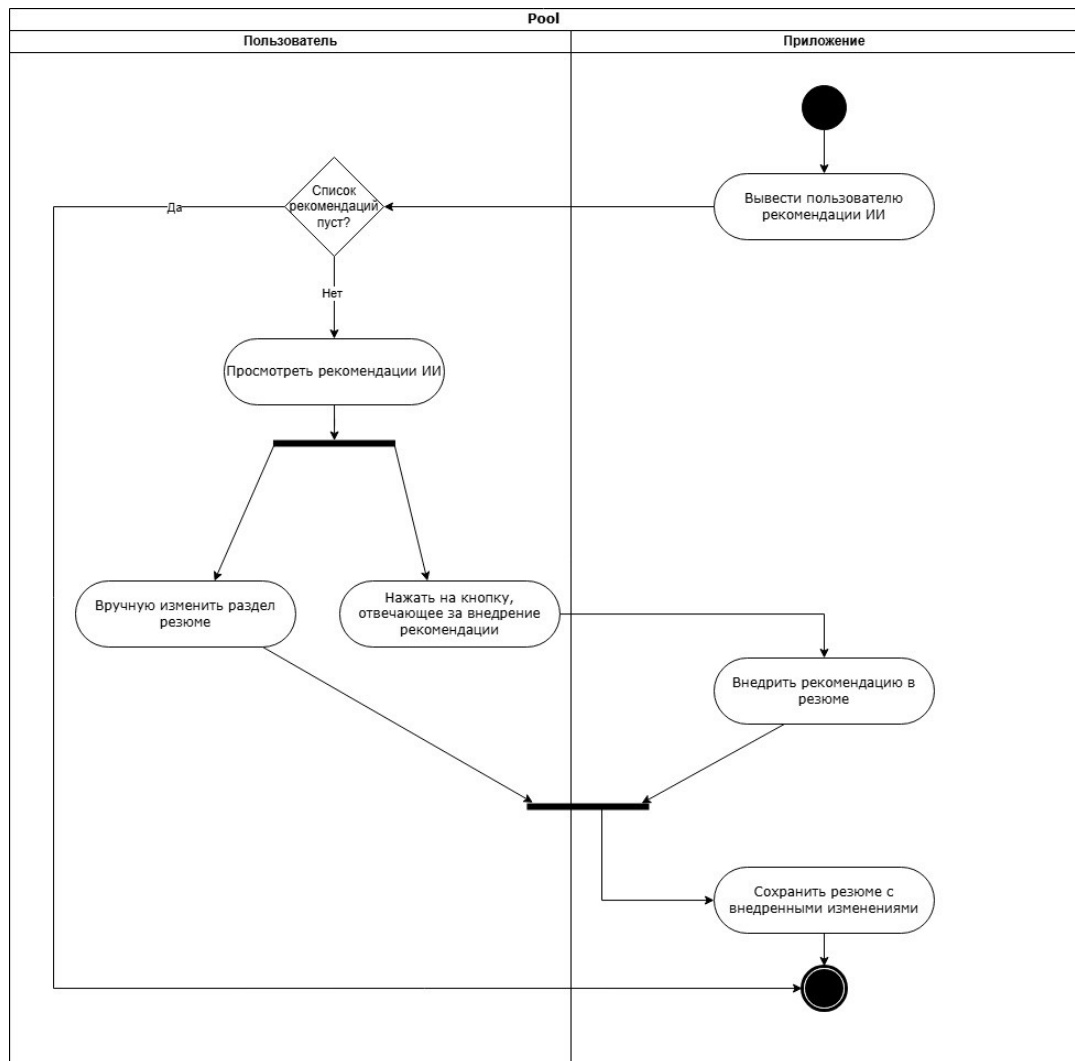 Pool
Пользователь
Приложение
Вывести пользователю
рекомендации ИИ
Список
рекомендаций
пуст?
Да
Нет
Просмотреть рекомендации ИИ
Вручную изменить раздел
резюме
Нажать на кнопку,
отвечающее за внедрение
рекомендации
Внедрить рекомендацию в
резюме
Сохранить резюме с
внедренными изменениями